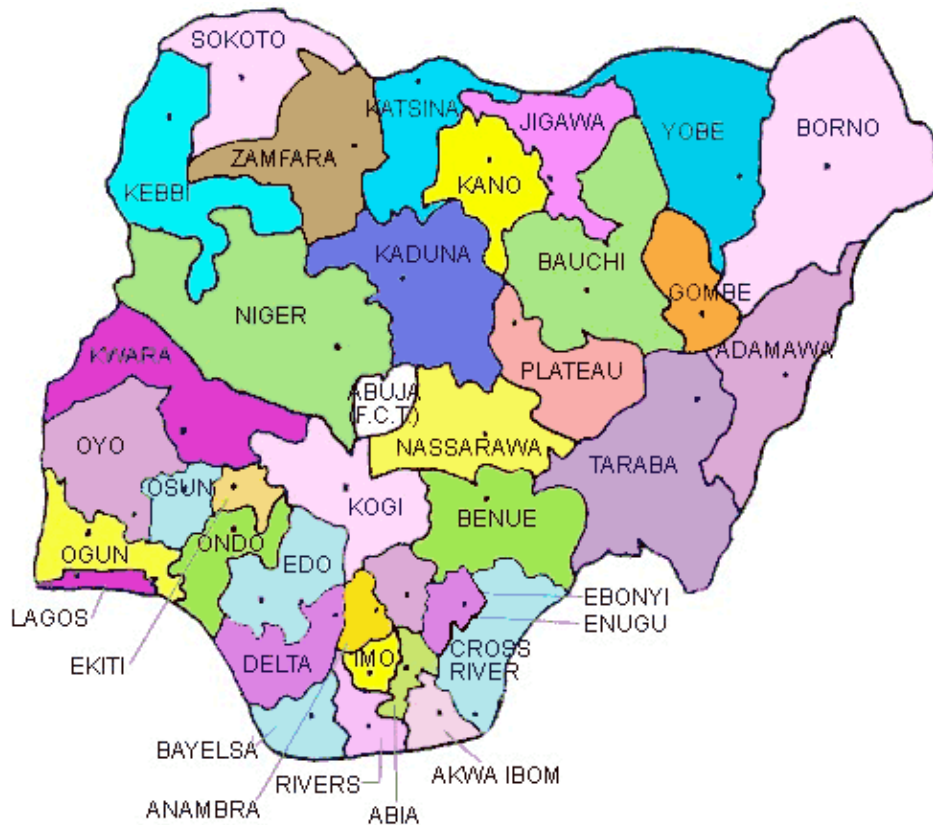 SOKOTO
KATSINA
JIGAWA
YOBE
BORNO
ZAMFARA
KANO
KEBBI
KADUNA
BAUCHI
GOMBE
NIGER
ADAMAWA
KWARA
PLATEAU
ABUJA
(F.C.T.)
OYO
NASSARAWA
TARABA
OSUN
KOGI
BENUE
ONDO
OGUN
EDO
EBONYI
LAGOS
ENUGU
EKITI
DELTA
IMO
CROSS
RIVER
BAYELSA
RIVERS
AKWA IBOM
ANAMBRA
ABIA